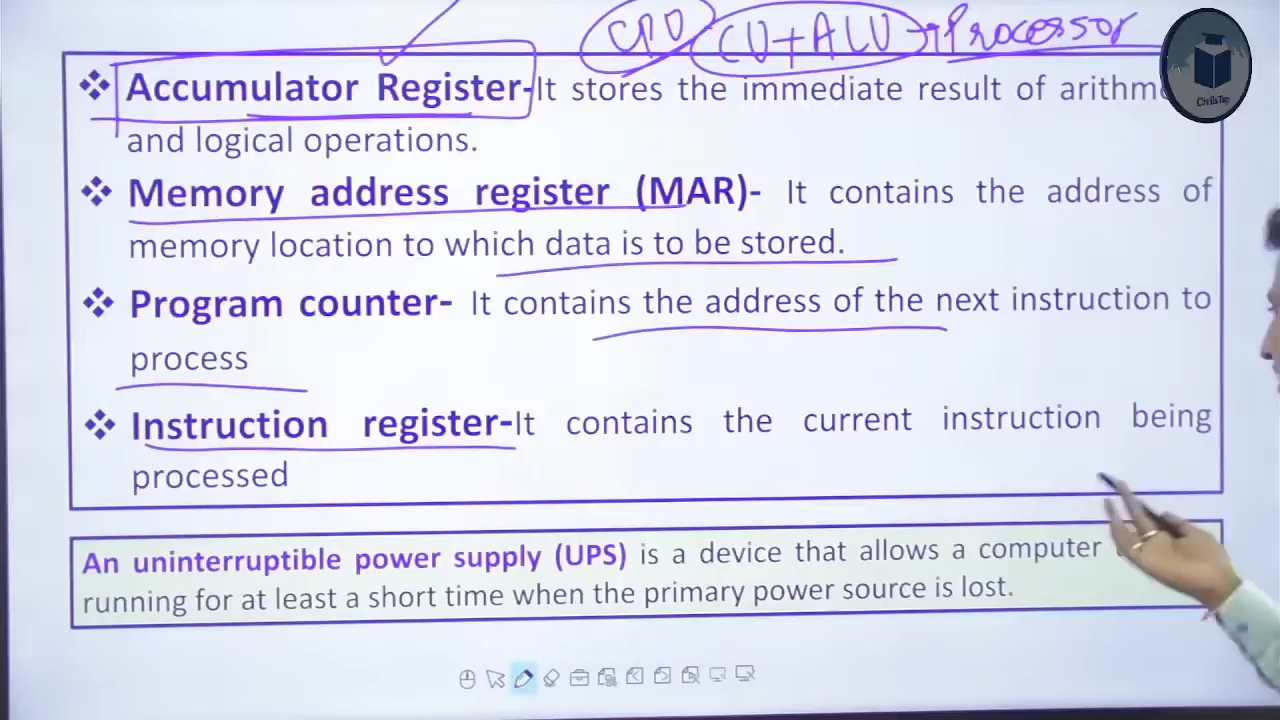 CPU CU+ALU → Processor
CivilsTap
❖ Accumulator Register-It stores the immediate result of arithm
and logical operations.
❖ Memory address register (MAR)- It contains the address of
memory location to which data is to be stored.
❖ Program counter- It contains the address of the next instruction to
process
❖ Instruction register-It contains the current instruction being
processed
An uninterruptible power supply (UPS) is a device that allows a computer
running for at least a short time when the primary power source is lost.